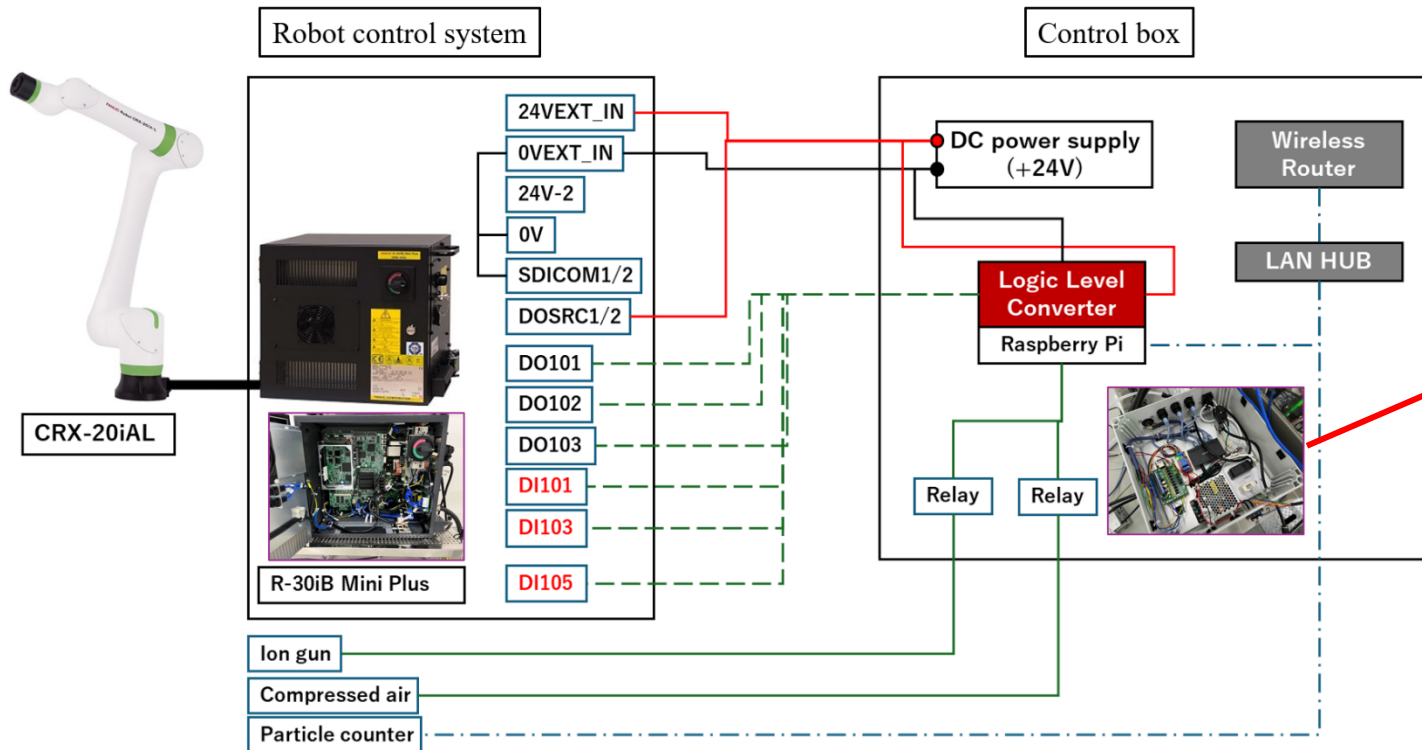 Robot control system
Control box
24VEXT_IN
0VEXT_IN
24V-2
0V
SDICOM1/2
DOSRC1/2
DO101
DO102
DO103
DI101
DI103
DI105
CRX-20iAL
R-30iB Mini Plus
DC power supply
(+24V)
Wireless
Router
LAN HUB
Logic Level
Converter
Raspberry Pi
Relay
Relay
Ion gun
Compressed air
Particle counter